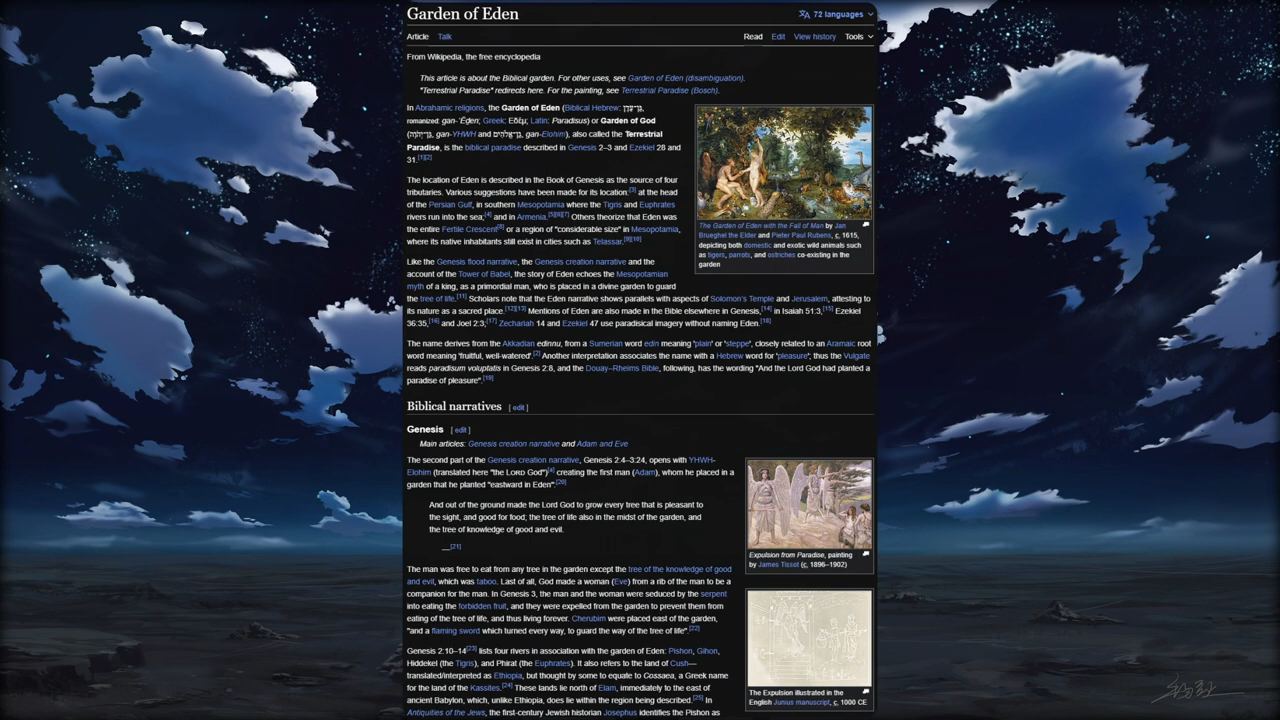 Garden of Eden
72 languages
Article Talk Read Edit View history Tools
From Wikipedia, the free encyclopedia
This article is about the Biblical garden. For other uses, see Garden of Eden (disambiguation).
"Terrestrial Paradise" redirects here. For the painting, see Terrestrial Paradise (Bosch).
In Abrahamic religions, the Garden of Eden (Biblical Hebrew: גַּן־עֵדֶן,
romanized: gan-ʿĒḏen; Greek: Εδέμ; Latin: Paradisus) or Garden of God
(גַּן־יְהֹוֶה, gan-YHWH and גַן־אֱלֹהִים, gan-Elohim), also called the Terrestrial
Paradise, is the biblical paradise described in Genesis 2–3 and Ezekiel 28 and
31.[1][2]
The location of Eden is described in the Book of Genesis as the source of four
tributaries. Various suggestions have been made for its location:[3] at the head
of the Persian Gulf, in southern Mesopotamia where the Tigris and Euphrates
rivers run into the sea;[4] and in Armenia.[5][6][7] Others theorize that Eden was
the entire Fertile Crescent[8] or a region of "considerable size" in Mesopotamia,
where its native inhabitants still exist in cities such as Telassar.[9][10]
The Garden of Eden with the Fall of Man by Jan
Brueghel the Elder and Pieter Paul Rubens, c. 1615,
depicting both domestic and exotic wild animals such
as tigers, parrots, and ostriches co-existing in the
garden
Like the Genesis flood narrative, the Genesis creation narrative and the
account of the Tower of Babel, the story of Eden echoes the Mesopotamian
myth of a king, as a primordial man, who is placed in a divine garden to guard
the tree of life.[11] Scholars note that the Eden narrative shows parallels with aspects of Solomon's Temple and Jerusalem, attesting to
its nature as a sacred place.[12][13] Mentions of Eden are also made in the Bible elsewhere in Genesis,[14] in Isaiah 51:3,[15] Ezekiel
36:35,[16] and Joel 2:3;[17] Zechariah 14 and Ezekiel 47 use paradisical imagery without naming Eden.[18]
The name derives from the Akkadian edinnu, from a Sumerian word edin meaning 'plain' or 'steppe', closely related to an Aramaic root
word meaning 'fruitful, well-watered'.[2] Another interpretation associates the name with a Hebrew word for 'pleasure'; thus the Vulgate
reads paradisum voluptatis in Genesis 2:8, and the Douay–Rheims Bible, following, has the wording "And the Lord God had planted a
paradise of pleasure".[19]
Biblical narratives [ edit ]
Genesis [ edit ]
Main articles: Genesis creation narrative and Adam and Eve
The second part of the Genesis creation narrative, Genesis 2:4–3:24, opens with YHWH-
Elohim (translated here "the LORD God")[a] creating the first man (Adam), whom he placed in a
garden that he planted "eastward in Eden":[20]
And out of the ground made the Lord God to grow every tree that is pleasant to
the sight, and good for food; the tree of life also in the midst of the garden, and
the tree of knowledge of good and evil.
—[21]
Expulsion from Paradise, painting
by James Tissot (c. 1896–1902)
The man was free to eat from any tree in the garden except the tree of the knowledge of good
and evil, which was taboo. Last of all, God made a woman (Eve) from a rib of the man to be a
companion for the man. In Genesis 3, the man and the woman were seduced by the serpent
into eating the forbidden fruit, and they were expelled from the garden to prevent them from
eating of the tree of life, and thus living forever. Cherubim were placed east of the garden,
"and a flaming sword which turned every way, to guard the way of the tree of life".[22]
Genesis 2:10–14[23] lists four rivers in association with the garden of Eden: Pishon, Gihon,
Hiddekel (the Tigris), and Phirat (the Euphrates). It also refers to the land of Cush—
translated/interpreted as Ethiopia, but thought by some to equate to Cossaea, a Greek name
for the land of the Kassites.[24] These lands lie north of Elam, immediately to the east of
ancient Babylon, which, unlike Ethiopia, does lie within the region being described.[25] In
Antiquities of the Jews, the first-century Jewish historian Josephus identifies the Pishon as
The Expulsion illustrated in the
English Junius manuscript, c. 1000 CE